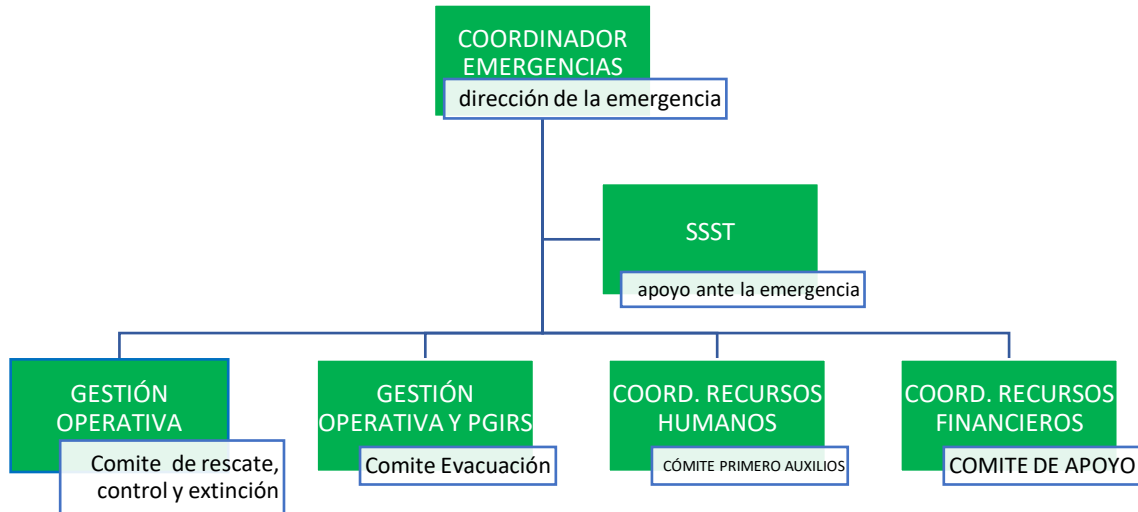 COORDINADOR
EMERGENCIAS
dirección de la emergencia
SSST
apoyo ante la emergencia
GESTIÓN
OPERATIVA
Comite de rescate,
control y extinción
GESTIÓN
OPERATIVA Y PGIRS
Comite Evacuación
COORD. RECURSOS
HUMANOS
CÓMITE PRIMERO AUXILIOS
COORD. RECURSOS
FINANCIEROS
COMITE DE APOYO